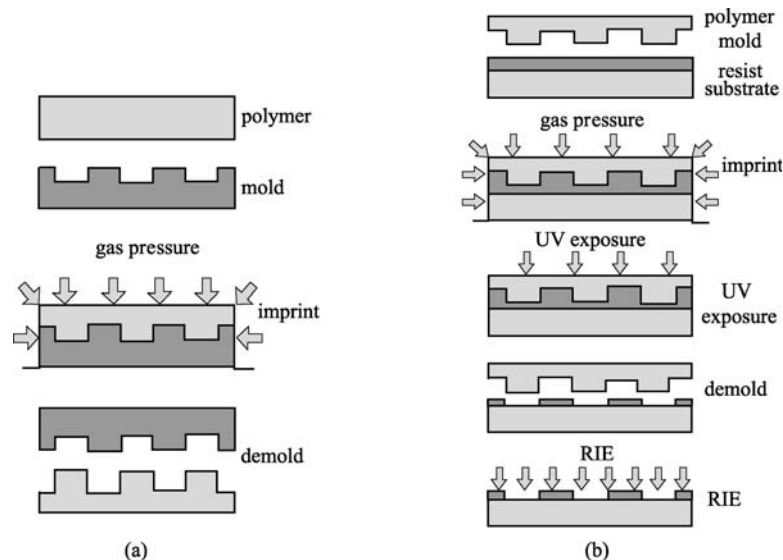 polymer
mold
gas pressure
imprint
demold
(a)
polymer
mold
resist
substrate
gas pressure
imprint
UV exposure
UV
exposure
demold
RIE
RIE
(b)